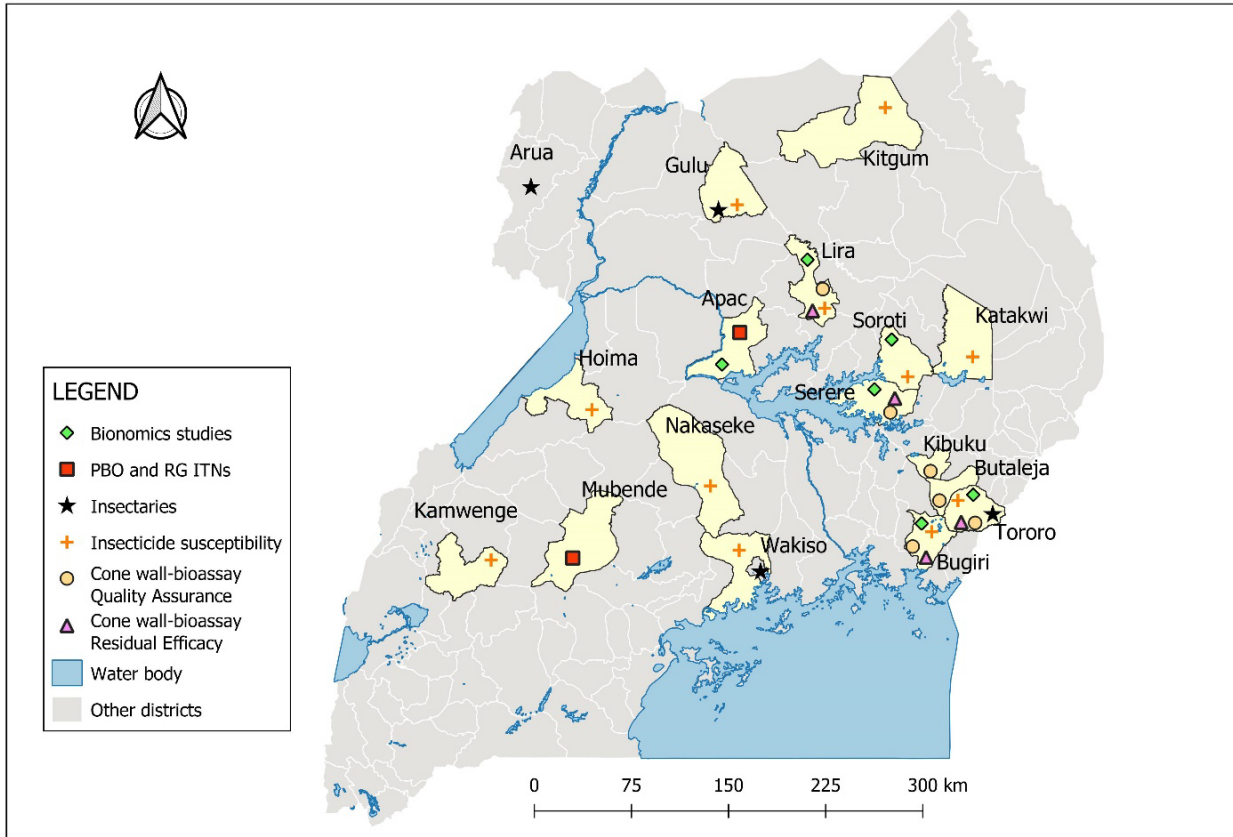 Arua
Gulu
Kitgum
Lira
Apac
Soroti
Katakwi
Hoima
Serere
Nakaseke
Kibuku
Butaleja
Mubende
Kamwenge
Tororo
Wakiso
Bugiri
LEGEND
Bionomics studies
PBO and RG ITNs
Insectaries
Insecticide susceptibility
Cone wall-bioassay
Quality Assurance
Cone wall-bioassay
Residual Efficacy
Water body
Other districts
0 75 150 225 300 km